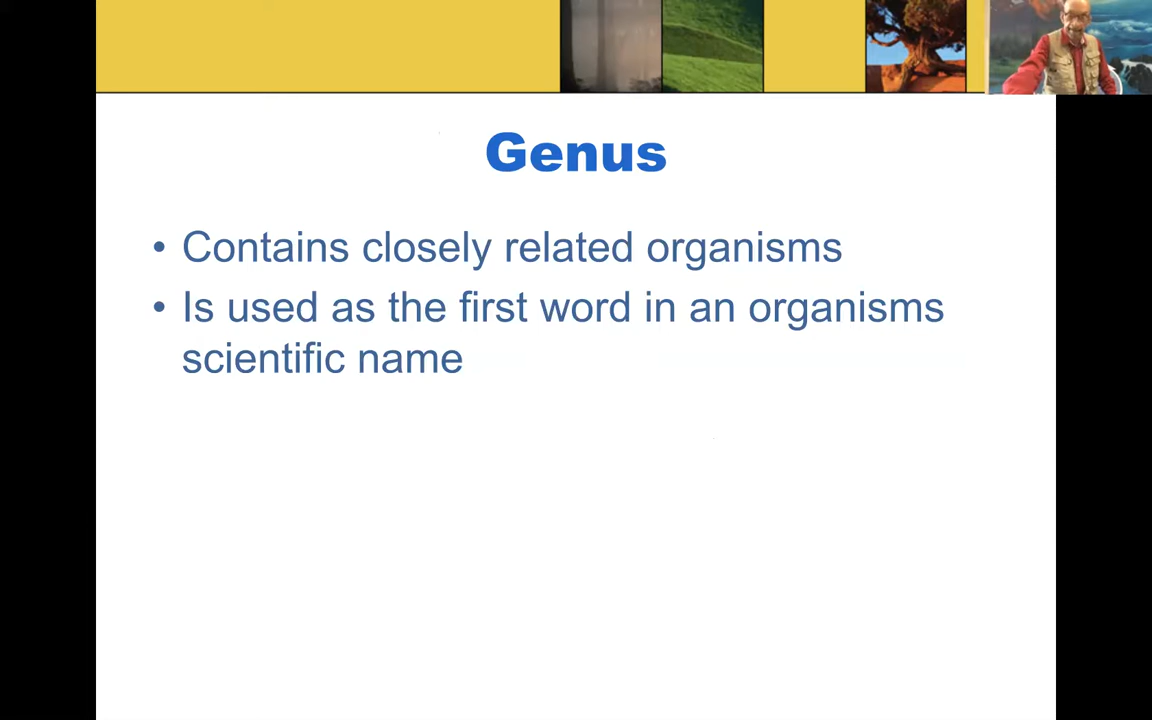 Genus
• Contains closely related organisms
• Is used as the first word in an organisms
scientific name